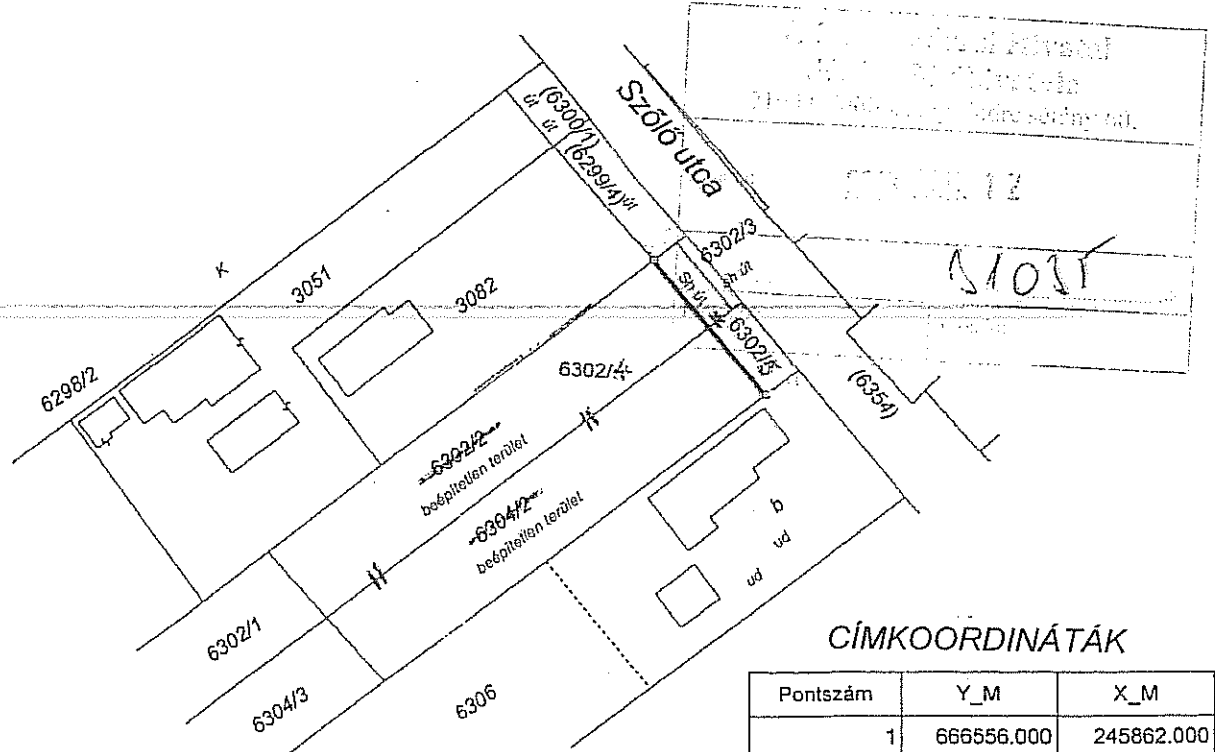 (6300/1)
út
út
(6299/4)
út
Szőlő utca
6302/3
Sh út
Sh út
6302/5
(6354)
K
3051
3082
6298/2
6302/4
6302/2
beépítetlen terület
6304/2
beépítetlen terület
b
ud
ud
6302/1
6304/3
6306
CÍMKOORDINÁTÁK
Pontszám Y_M X_M
1 666556.000 245862.000